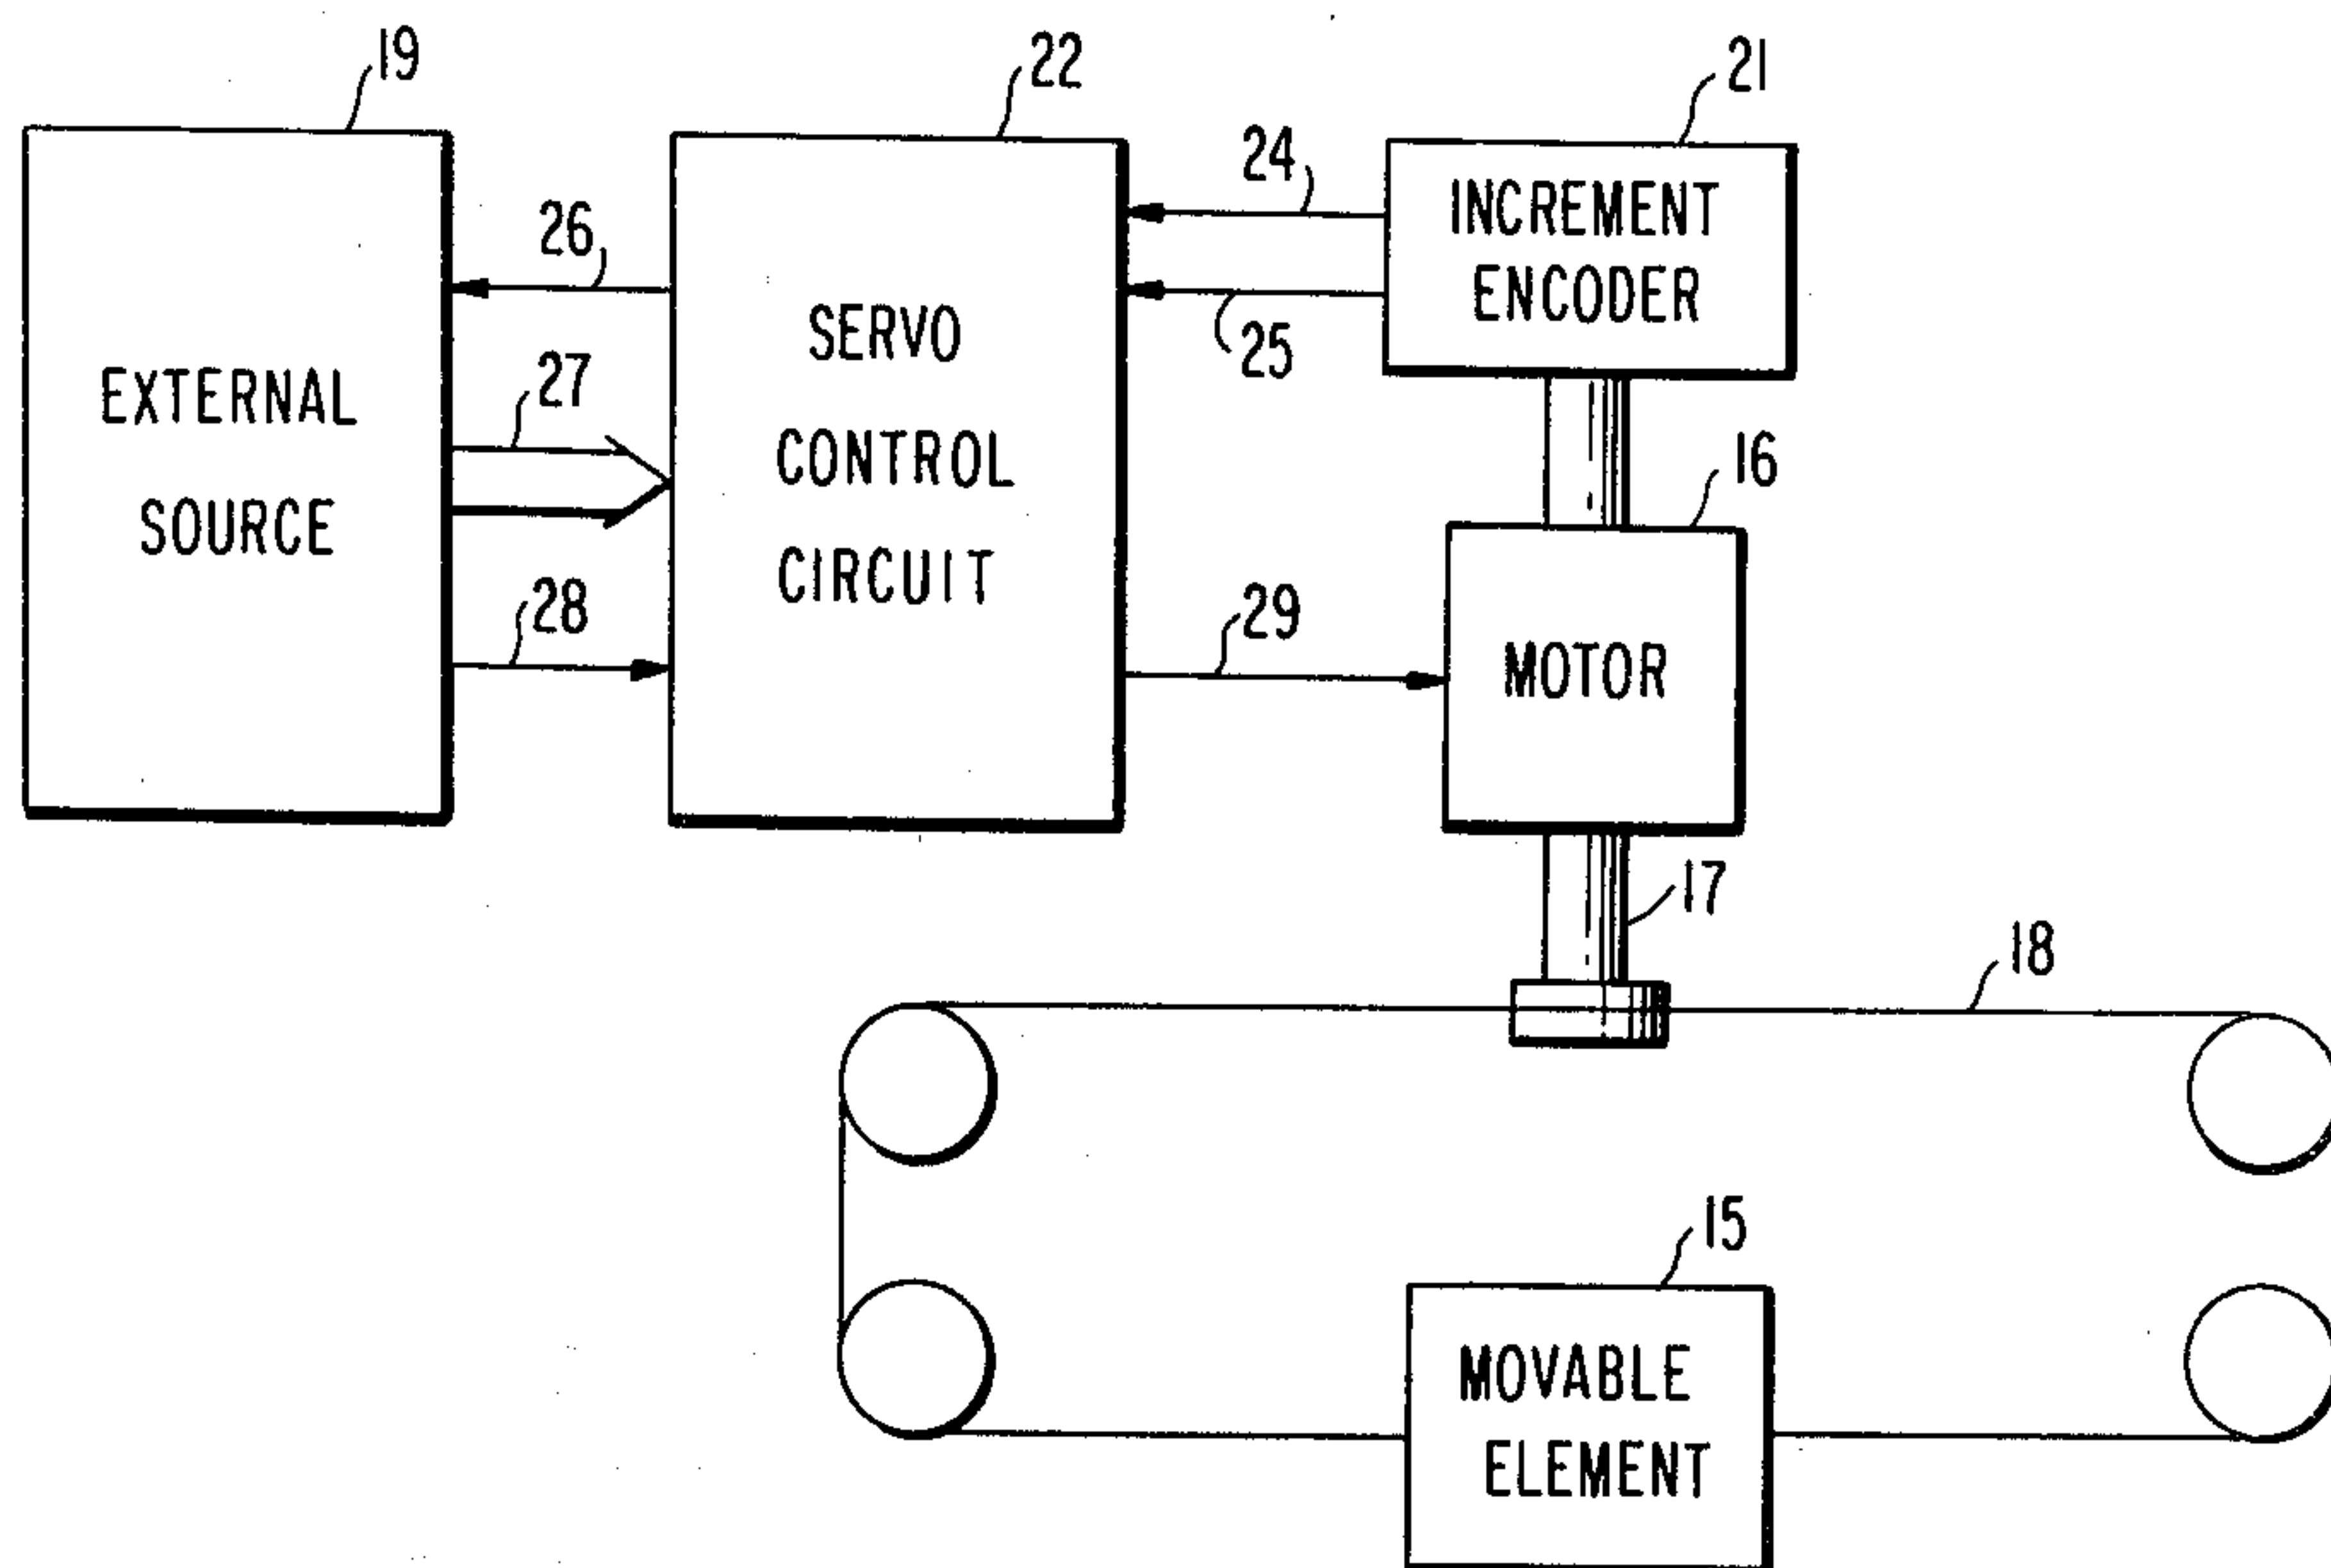 19
22
21
24
INCREMENT
ENCODER
26
25
SERVO
CONTROL
CIRCUIT
27
EXTERNAL
SOURCE
16
28
29
MOTOR
17
18
15
MOVABLE
ELEMENT